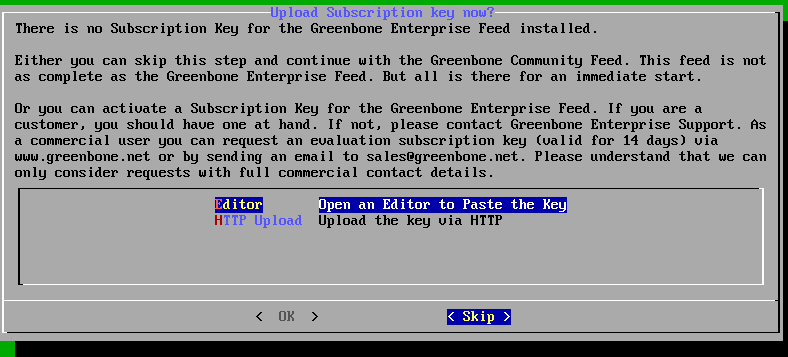 Upload Subscription key now?
There is no Subscription Key for the Greenbone Enterprise Feed installed.
Either you can skip this step and continue with the Greenbone Community Feed. This feed is not
as complete as the Greenbone Enterprise Feed. But all is there for an immediate start.
Or you can activate a Subscription Key for the Greenbone Enterprise Feed. If you are a
customer, you should have one at hand. If not, please contact Greenbone Enterprise Support. As
a commercial user you can request an evaluation subscription key (valid for 14 days) via
www.greenbone.net or by sending an email to sales@greenbone.net. Please understand that we can
only consider requests with full commercial contact details.
Editor Open an Editor to Paste the Key
HTTP Upload Upload the key via HTTP
< OK > < Skip >